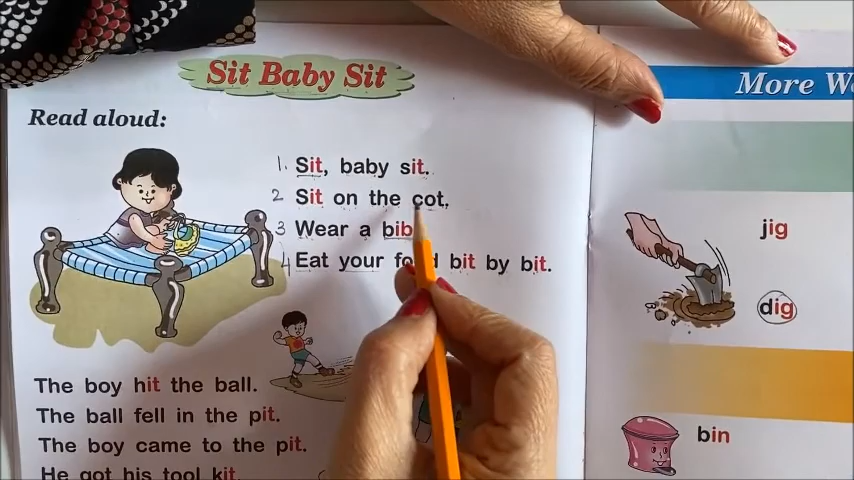 Sit Baby Sit
Read aloud:
1. Sit, baby sit.
2 Sit on the cot.
3 Wear a bib
4 Eat your bit by bit.
The boy hit the ball.
The ball fell in the pit.
The boy came to the pit.
He got his tool kit.
More
jig
dig
bin